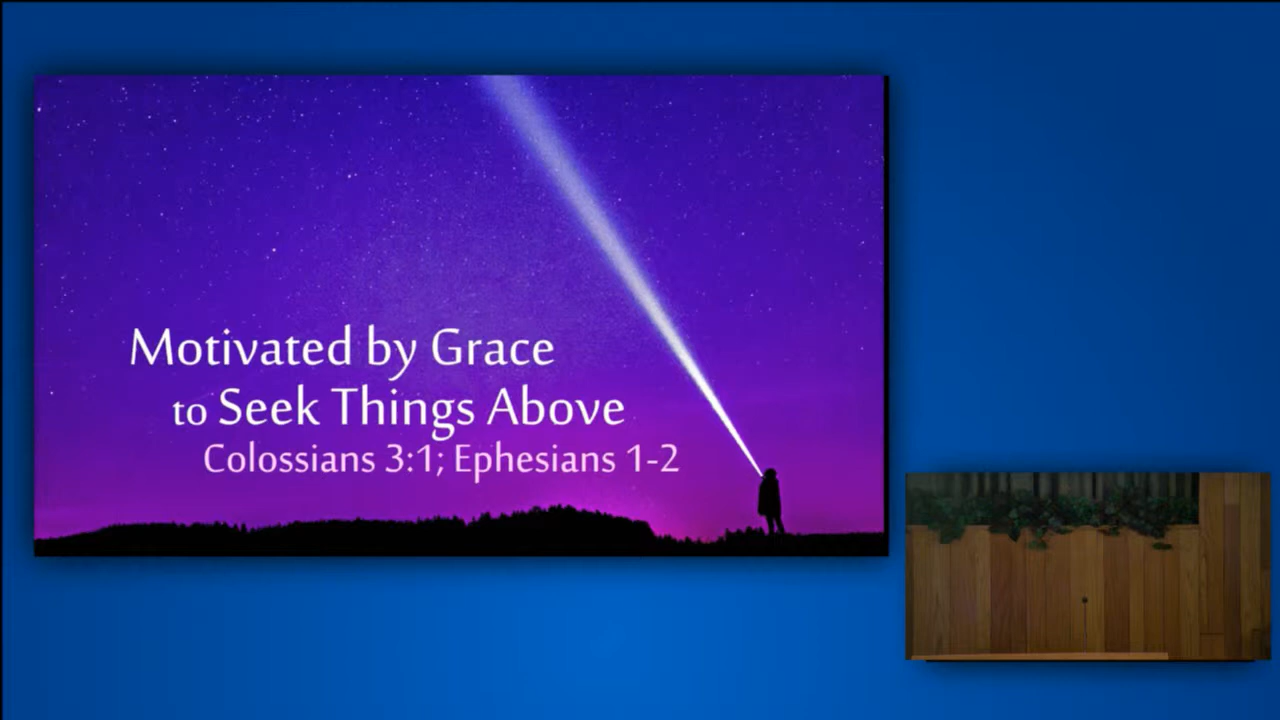 Motivated by Grace
to Seek Things Above
Colossians 3:1; Ephesians 1-2